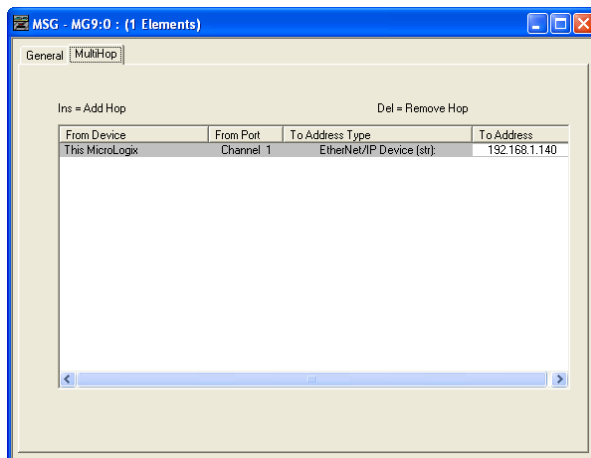 MSG - MG9:0 : (1 Elements)
General MultiHop
Ins = Add Hop Del = Remove Hop
From Device From Port To Address Type To Address
This MicroLogix Channel 1 EtherNet/IP Device (str): 192.168.1.140